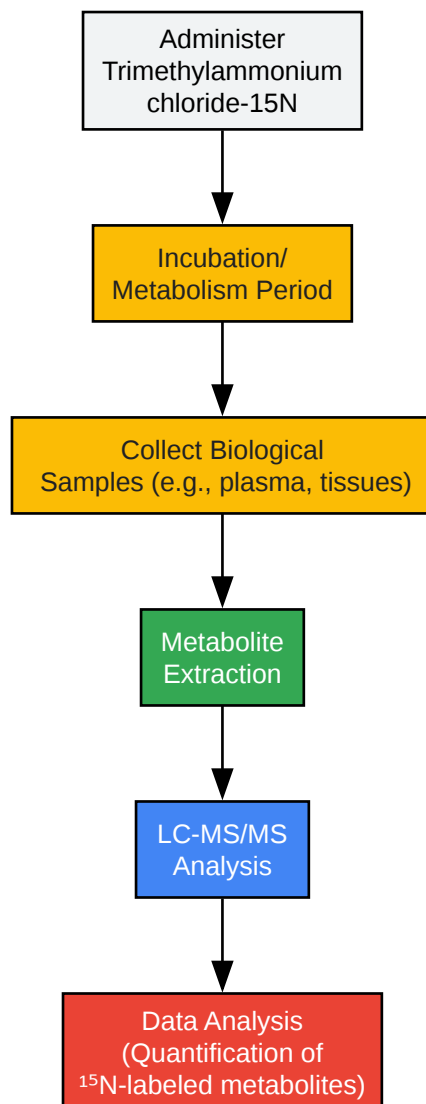 Administer
Trimethylammonium
chloride-15N
Incubation/
Metabolism Period
Collect Biological
Samples (e.g., plasma, tissues)
Metabolite
Extraction
LC-MS/MS
Analysis
Data Analysis
(Quantification of
¹⁵N-labeled metabolites)